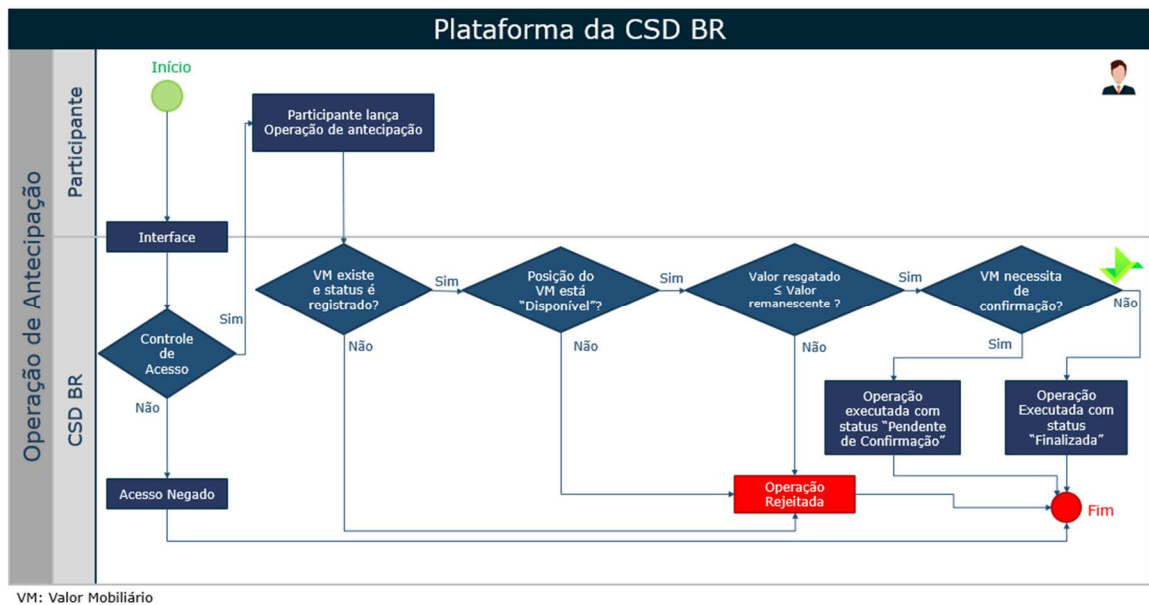 Plataforma da CSD BR
Operação de Antecipação
Participante
CSD BR
Início
Participante lança
Operação de antecipação
Interface
Controle
de
Acesso
Sim
Não
Acesso Negado
VM existe
e status é
registrado?
Sim
Não
Posição do
VM está
“Disponível”?
Sim
Não
Valor resgatado
≤ Valor
remanescente ?
Sim
Não
VM necessita
de
confirmação?
Não
Sim
Operação
executada com
status “Pendente
de Confirmação”
Operação
Executada com
status
“Finalizada”
Operação
Rejeitada
Fim
VM: Valor Mobiliário